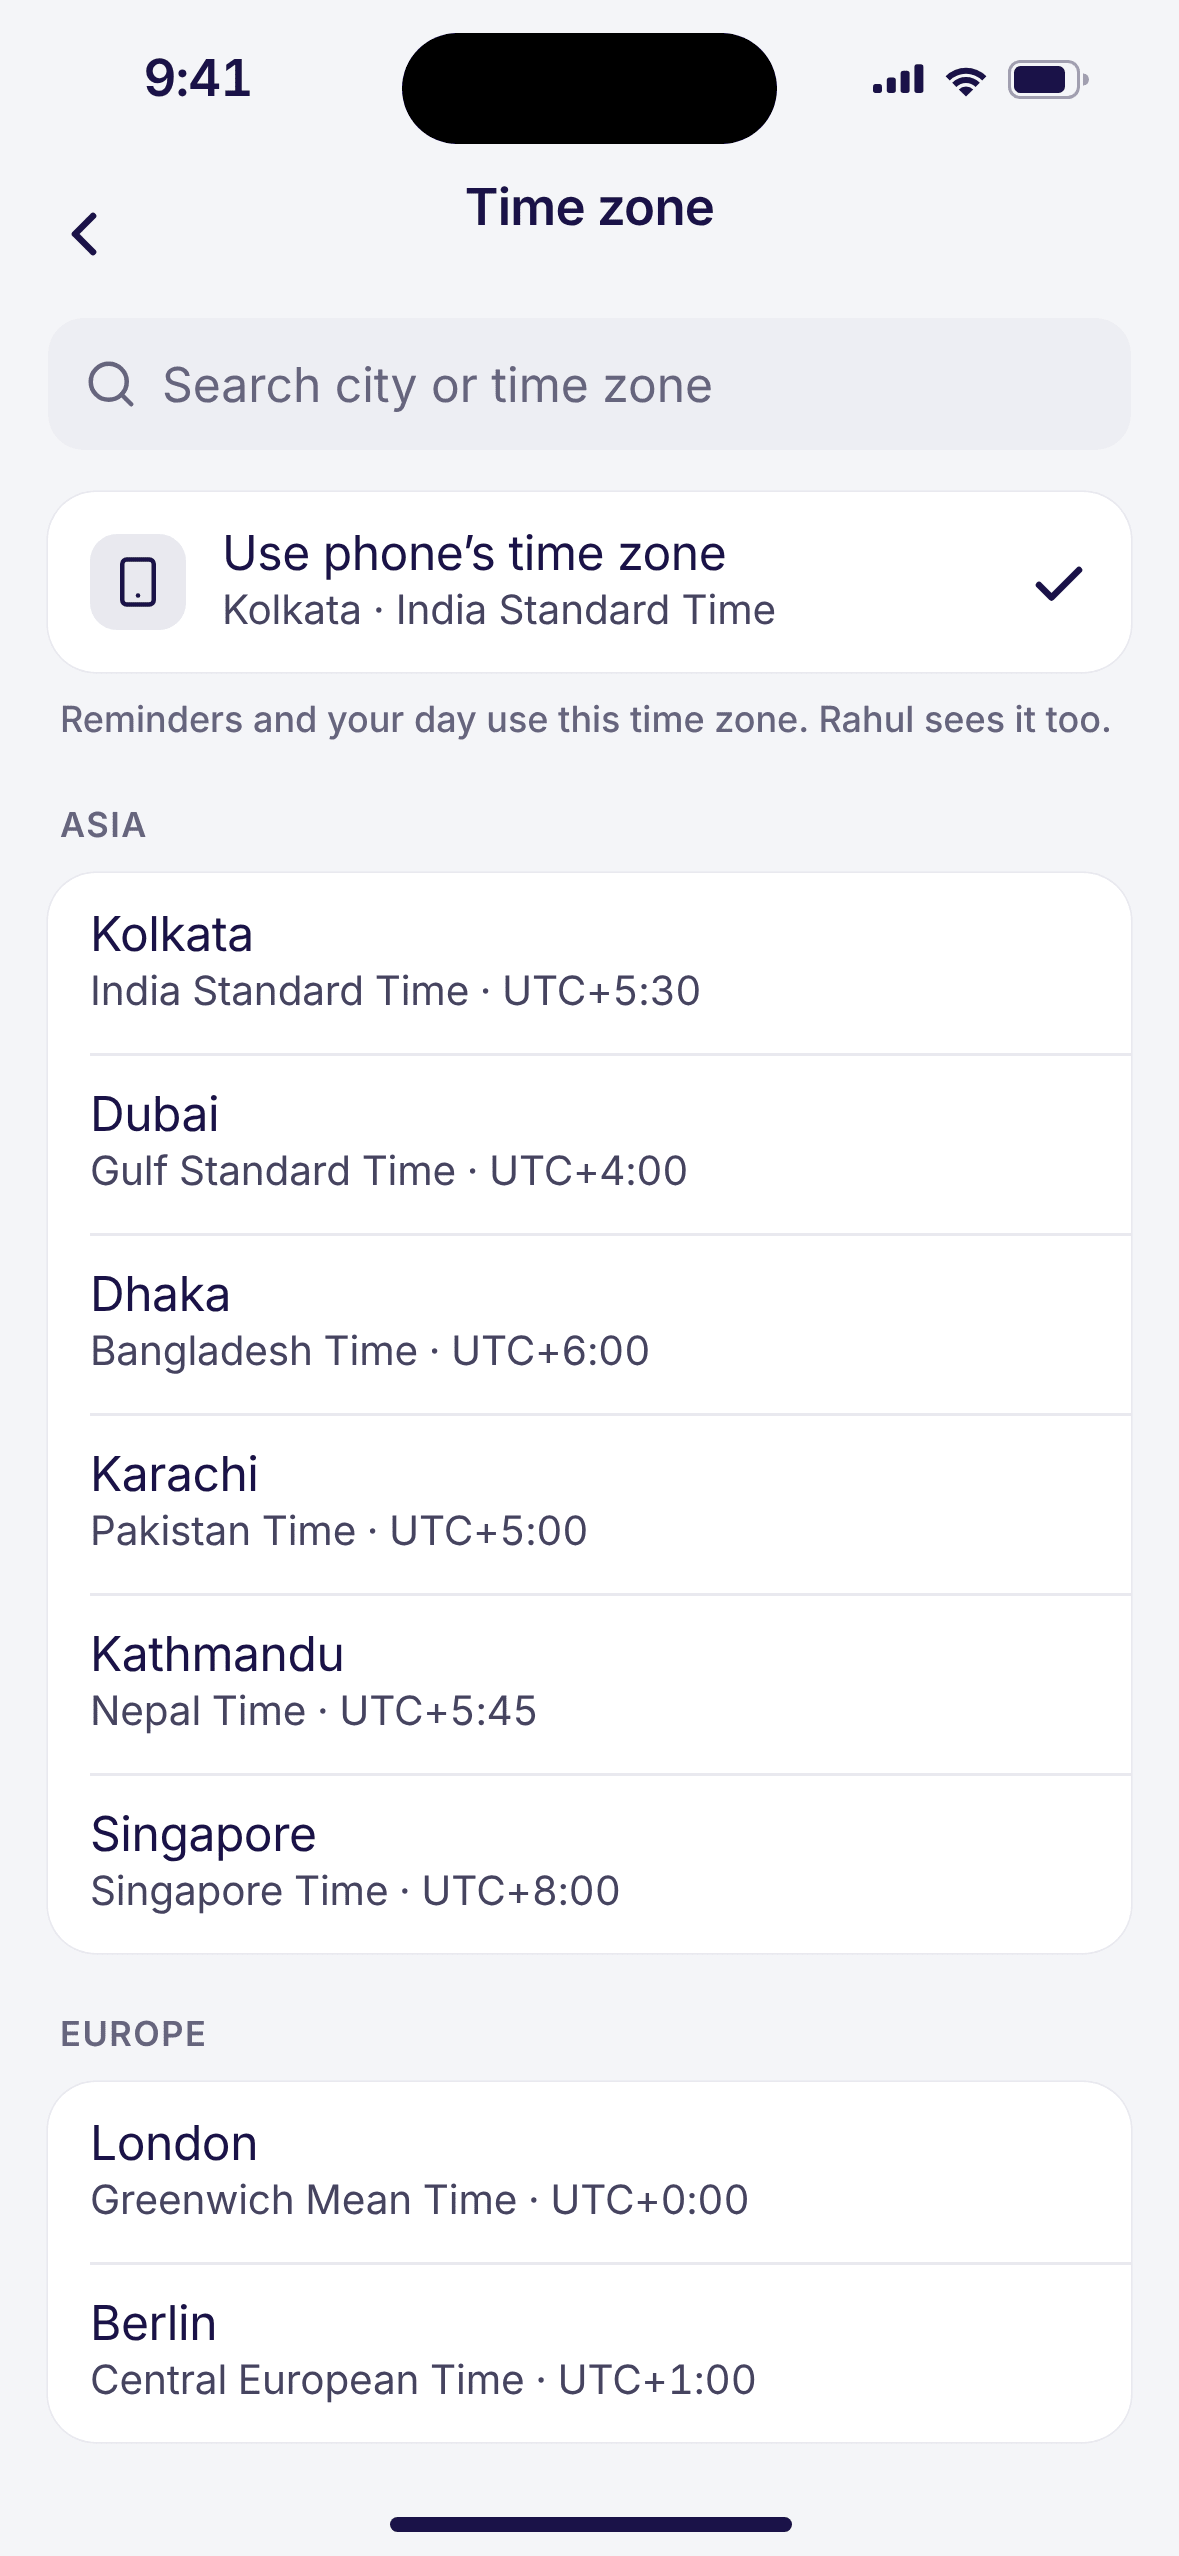 9:41
Time zone
Search city or time zone
Use phone’s time zone
Kolkata · India Standard Time
Reminders and your day use this time zone. Rahul sees it too.
ASIA
Kolkata
India Standard Time · UTC+5:30
Dubai
Gulf Standard Time · UTC+4:00
Dhaka
Bangladesh Time · UTC+6:00
Karachi
Pakistan Time · UTC+5:00
Kathmandu
Nepal Time · UTC+5:45
Singapore
Singapore Time · UTC+8:00
EUROPE
London
Greenwich Mean Time · UTC+0:00
Berlin
Central European Time · UTC+1:00